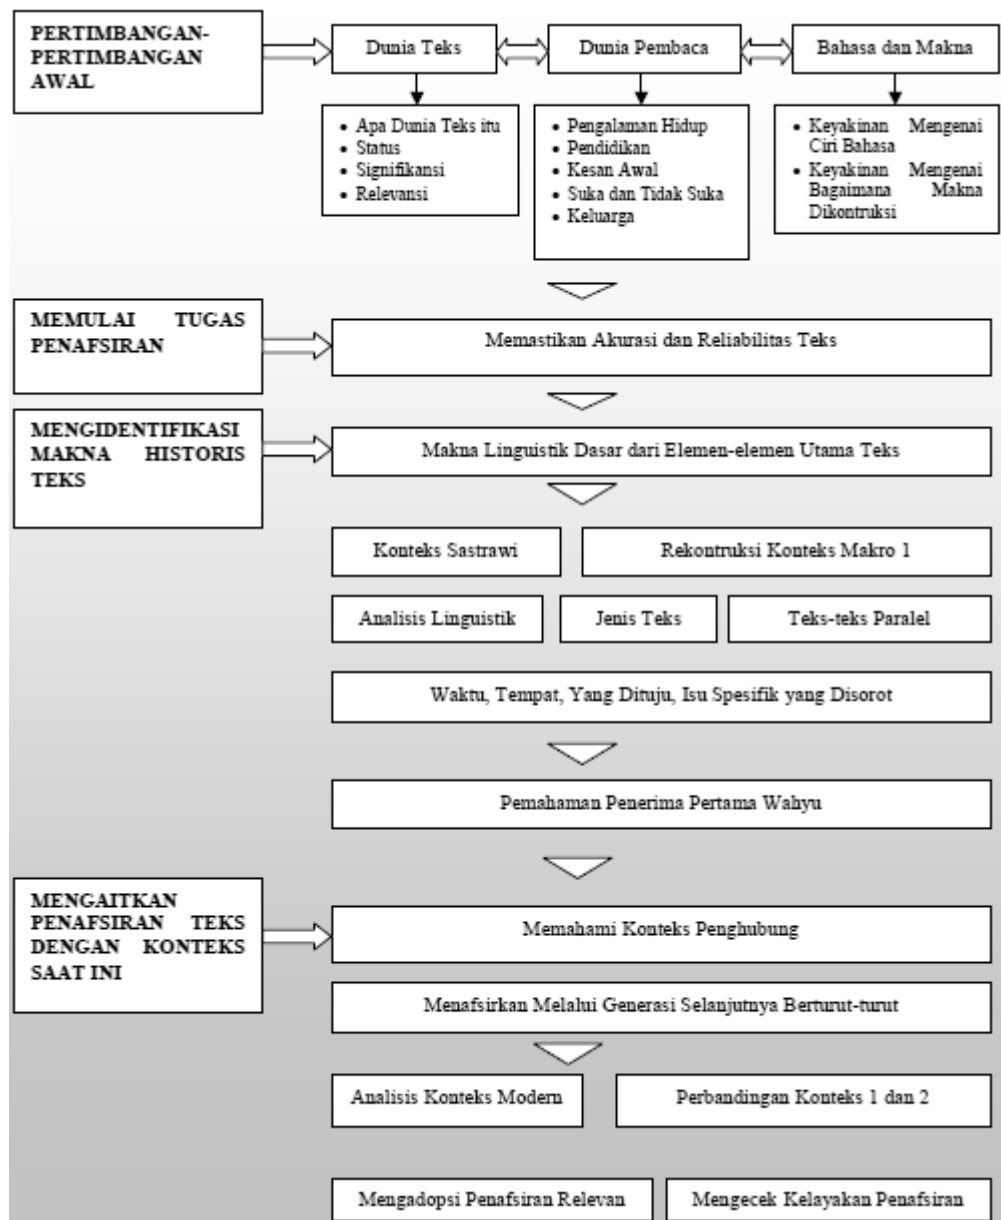 PERTIMBANGAN-
PERTIMBANGAN
AWAL
Dunia Teks
Dunia Pembaca
Bahasa dan Makna
• Apa Dunia Teks itu
• Status
• Signifikansi
• Relevansi
• Pengalaman Hidup
• Pendidikan
• Kesan Awal
• Suka dan Tidak Suka
• Keluarga
• Keyakinan Mengenai
Ciri Bahasa
• Keyakinan Mengenai
Bagaimana Makna
Dikontruksi
MEMULAI TUGAS
PENAFSIRAN
Memastikan Akurasi dan Reliabilitas Teks
MENGIDENTIFIKASI
MAKNA HISTORIS
TEKS
Makna Linguistik Dasar dari Elemen-elemen Utama Teks
Konteks Sastrawi
Rekontruksi Konteks Makro 1
Analisis Linguistik
Jenis Teks
Teks-teks Paralel
Waktu, Tempat, Yang Dituju, Isu Spesifik yang Disorot
Pemahaman Penerima Pertama Wahyu
MENGAITKAN
PENAFSIRAN TEKS
DENGAN KONTEKS
SAAT INI
Memahami Konteks Penghubung
Menafsirkan Melalui Generasi Selanjutnya Berturut-turut
Analisis Konteks Modern
Perbandingan Konteks 1 dan 2
Mengadopsi Penafsiran Relevan
Mengecek Kelayakan Penafsiran